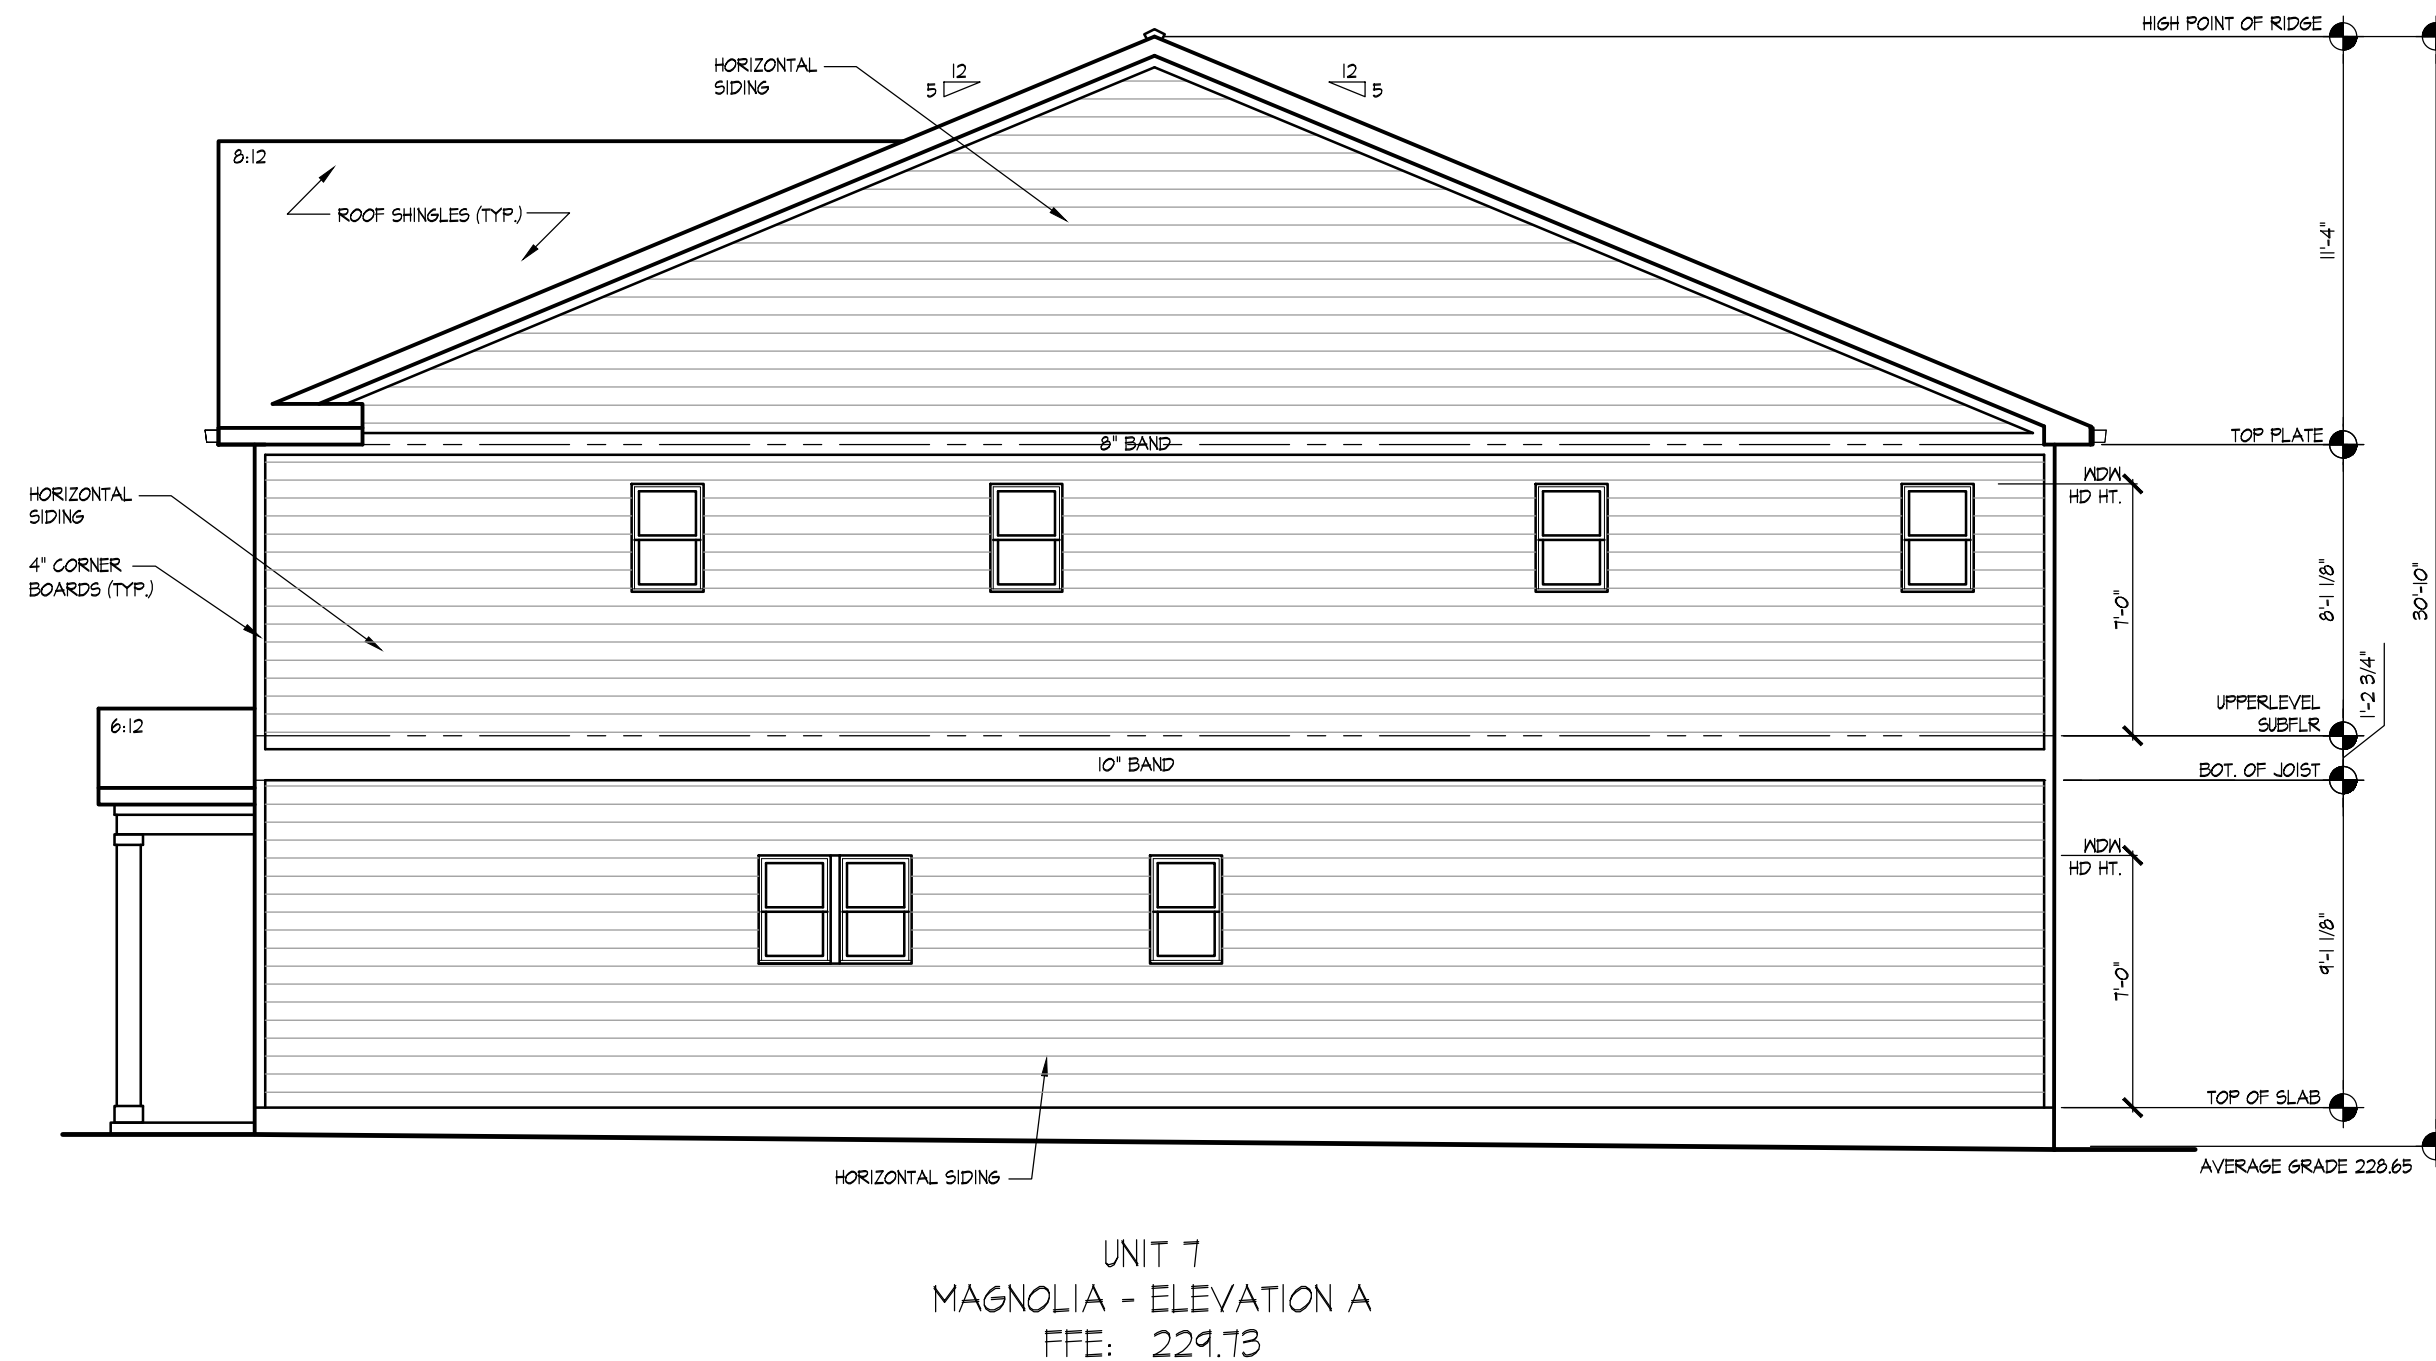 HIGH POINT OF RIDGE
HORIZONTAL
SIDING
12
5
12
5
8:12
ROOF SHINGLES (TYP.)
11'-4"
TOP PLATE
8" BAND
WDW
HD HT.
HORIZONTAL
SIDING
4" CORNER
BOARDS (TYP.)
7'-0"
8'-1 1/8"
30'-10"
1'-2 3/4"
UPPERLEVEL
SUBFLR
6:12
10" BAND
BOT. OF JOIST
WDW
HD HT.
7'-0"
9'-1 1/8"
TOP OF SLAB
AVERAGE GRADE 228.65
HORIZONTAL SIDING
UNIT 7
MAGNOLIA - ELEVATION A
FFE: 229.73